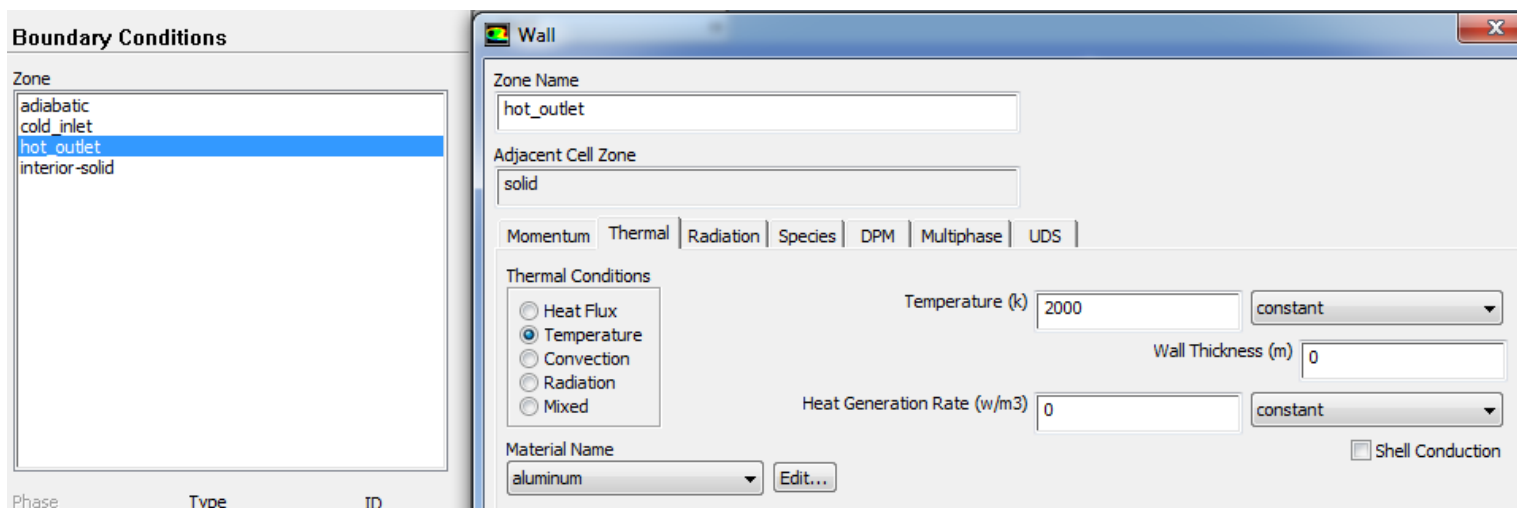 Boundary Conditions
Zone
adiabatic
cold_inlet
hot_outlet
interior-solid
Phase Type ID
Wall
Zone Name
hot_outlet
Adjacent Cell Zone
solid
Momentum Thermal Radiation Species DPM Multiphase UDS
Thermal Conditions
Heat Flux
Temperature
Convection
Radiation
Mixed
Temperature (k) 2000 constant
Wall Thickness (m) 0
Heat Generation Rate (w/m3) 0 constant
Shell Conduction
Material Name
aluminum Edit...